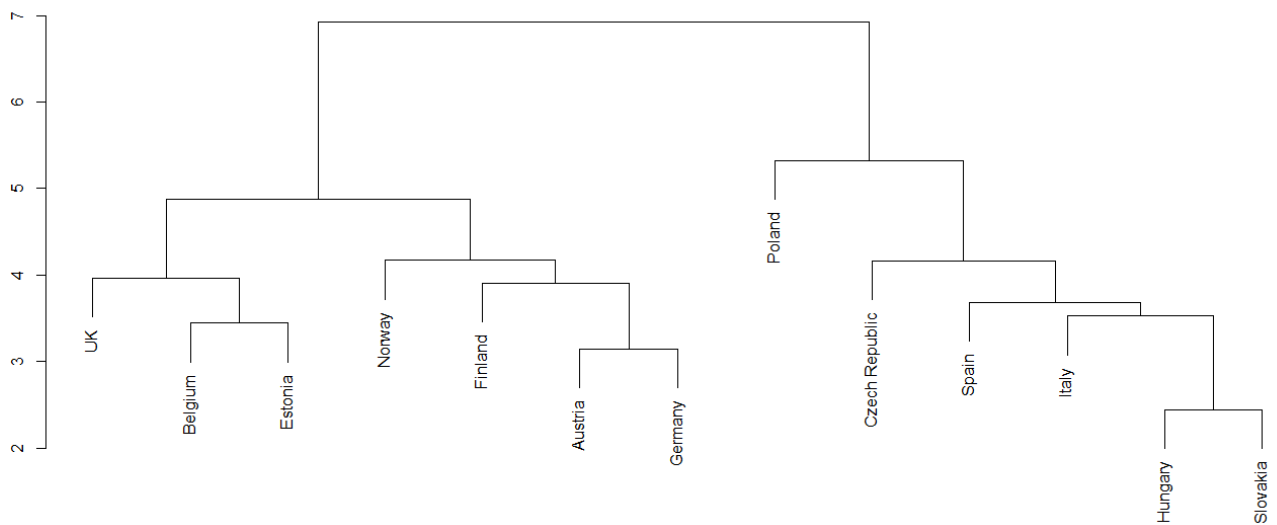 7
6
5
4
3
2
UK
Belgium
Estonia
Norway
Finland
Austria
Germany
Poland
Czech Republic
Spain
Italy
Hungary
Slovakia